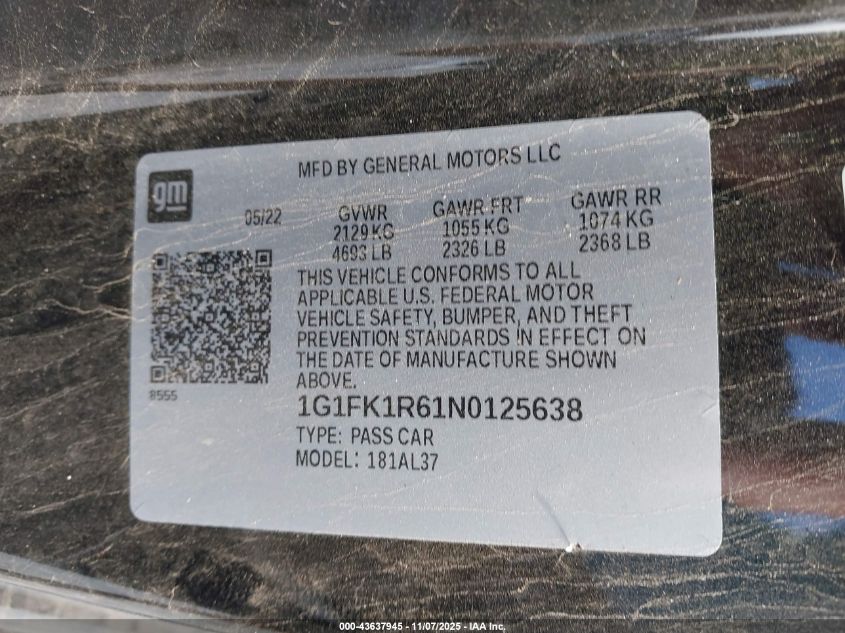 MFD BY GENERAL MOTORS LLC
gm
05/22 GVWR GAWR FRT GAWR RR
2129 KG 1055 KG 1074 KG
4693 LB 2326 LB 2368 LB
THIS VEHICLE CONFORMS TO ALL
APPLICABLE U.S. FEDERAL MOTOR
VEHICLE SAFETY, BUMPER, AND THEFT
PREVENTION STANDARDS IN EFFECT ON
THE DATE OF MANUFACTURE SHOWN
ABOVE.
8555
1G1FK1R61N0125638
TYPE: PASS CAR
MODEL: 181AL37
000-43637945 - 11/07/2025 - IAA Inc.